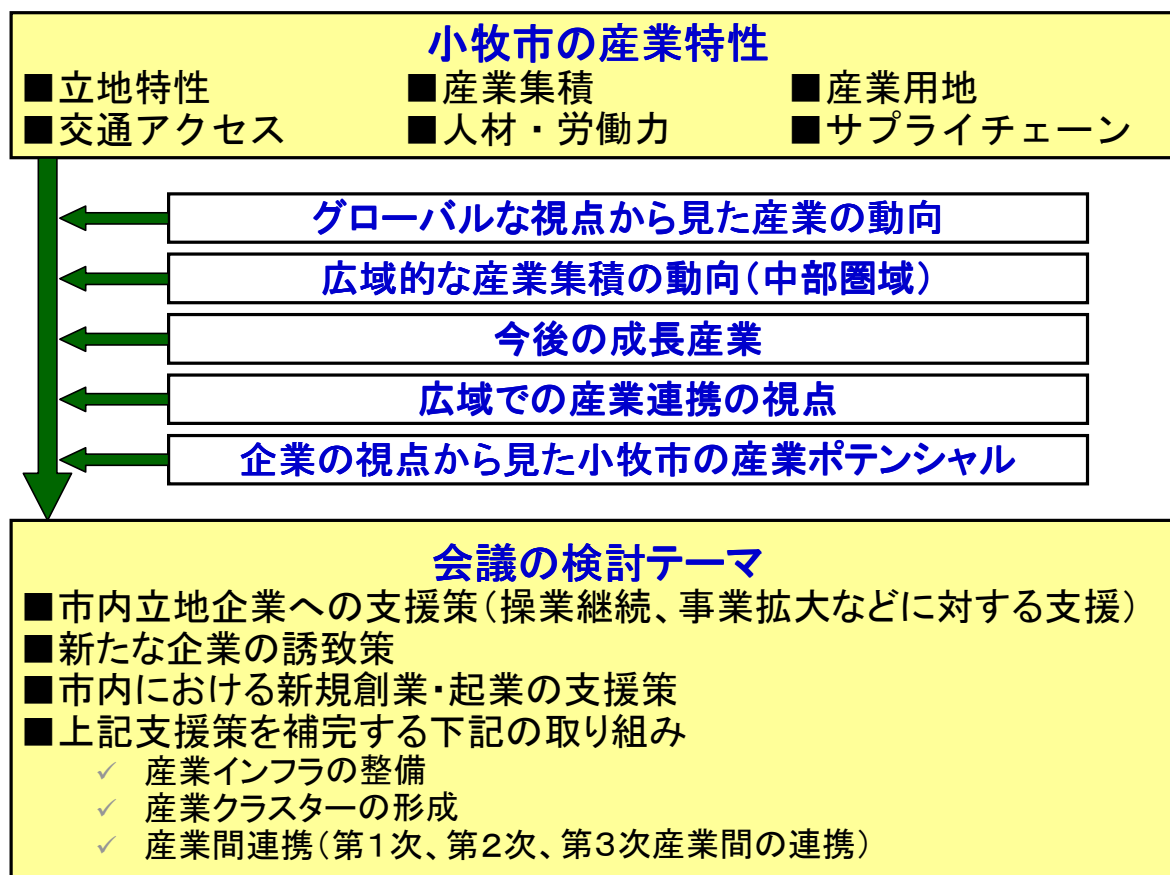 小牧市の産業特性
■立地特性 ■産業集積 ■産業用地
■交通アクセス ■人材・労働力 ■サプライチェーン
グローバルな視点から見た産業の動向
広域的な産業集積の動向（中部圏域）
今後の成長産業
広域での産業連携の視点
企業の視点から見た小牧市の産業ポテンシャル
会議の検討テーマ
■市内立地企業への支援策（操業継続、事業拡大などに対する支援）
■新たな企業の誘致策
■市内における新規創業・起業の支援策
■上記支援策を補完する下記の取り組み
✓ 産業インフラの整備
✓ 産業クラスターの形成
✓ 産業間連携（第１次、第２次、第３次産業間の連携）